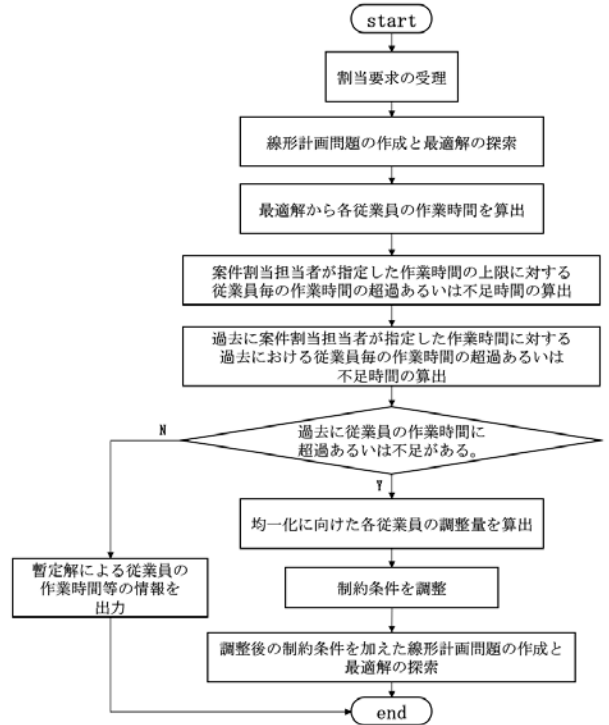 start
割当要求の受理
線形計画問題の作成と最適解の探索
最適解から各従業員の作業時間を算出
案件割当担当者が指定した作業時間の上限に対する
従業員毎の作業時間の超過あるいは不足時間の算出
過去に案件割当担当者が指定した作業時間に対する
過去における従業員毎の作業時間の超過あるいは
不足時間の算出
N
過去に従業員の作業時間に
超過あるいは不足がある。
Y
均一化に向けた各従業員の調整量を算出
暫定解による従業員の
作業時間等の情報を
出力
制約条件を調整
調整後の制約条件を加えた線形計画問題の作成と
最適解の探索
end